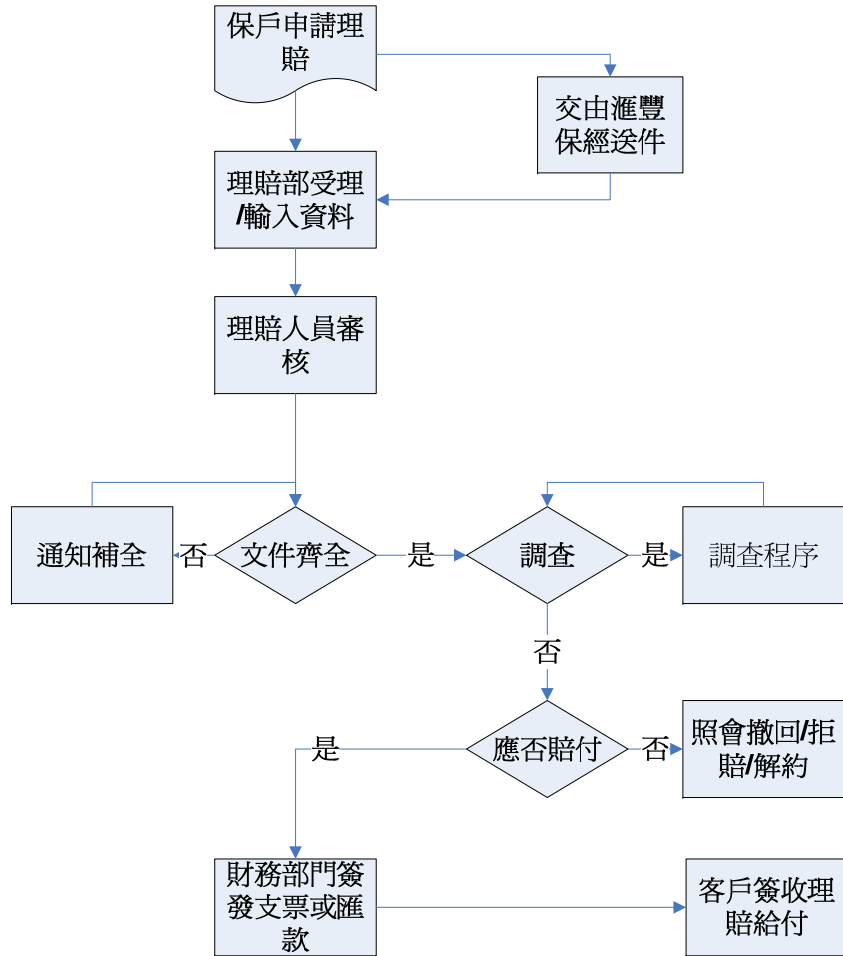 保戶申請理
賠
交由滙豐
保經送件
理賠部受理
/輸入資料
理賠人員審
核
通知補全
否
文件齊全
是
調查
是
調查程序
否
是
應否賠付
否
照會撤回/拒
賠/解約
財務部門簽
發支票或匯
款
客戶簽收理
賠給付